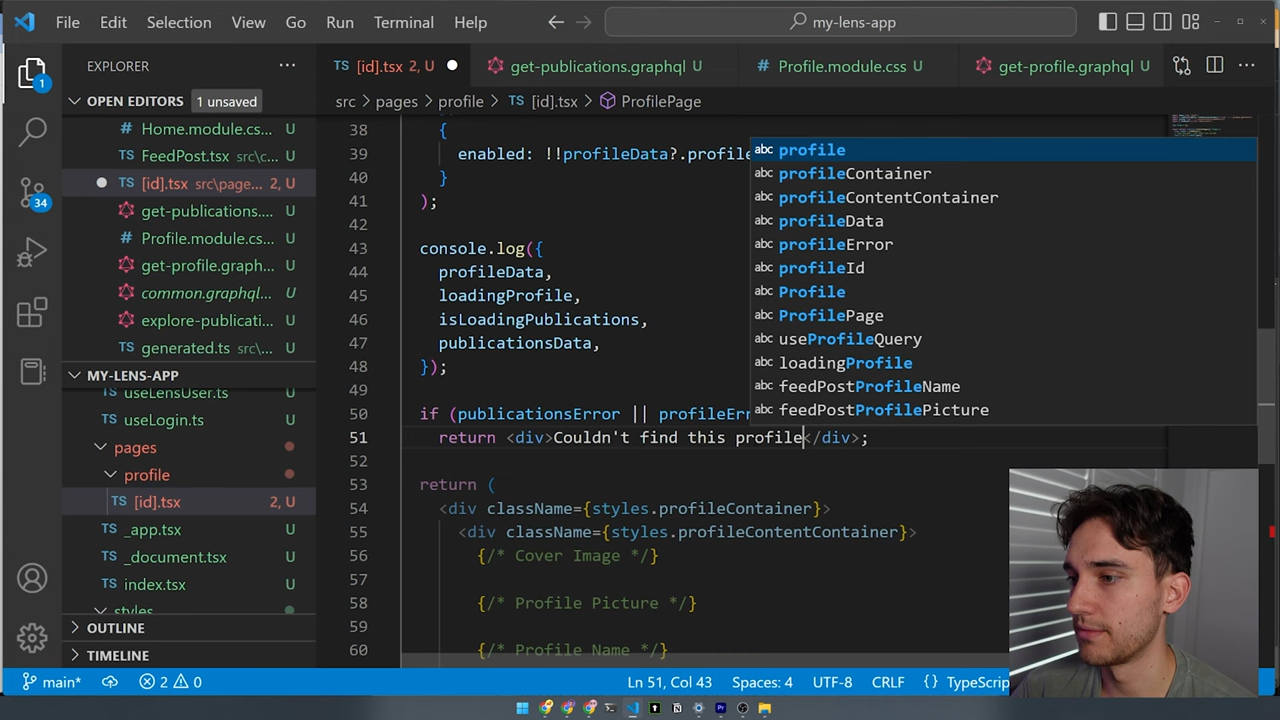 File Edit Selection View Go Run Terminal Help
my-lens-app
EXPLORER
[id].tsx 2, U
get-publications.graphql U
Profile.module.css U
get-profile.graphql U
OPEN EDITORS 1 unsaved
src > pages > profile > TS [id].tsx > ProfilePage
# Home.module.cs... U
TS FeedPost.tsx src\c... U
TS [id].tsx src\page... 2, U
get-publications.... U
# Profile.module.cs... U
get-profile.graph... U
common.graphql... U
explore-publicati... U
TS generated.ts src\... U
MY-LENS-APP
TS useLensUser.ts U
TS useLogin.ts U
pages
profile
TS [id].tsx 2, U
TS _app.tsx U
TS _document.tsx U
TS index.tsx U
styles
OUTLINE
TIMELINE
1
34
38 {
39 enabled: !!profileData?.profile
40 }
41 );
42
43 console.log({
44 profileData,
45 loadingProfile,
46 isLoadingPublications,
47 publicationsData,
48 });
49
50 if (publicationsError || profileErr
51 return <div>Couldn't find this profile</div>;
52
53 return (
54 <div className={styles.profileContainer}>
55 <div className={styles.profileContentContainer}>
56 {/* Cover Image */}
57
58 {/* Profile Picture */}
59
60 {/* Profile Name */}
abc profile
abc profileContainer
abc profileContentContainer
abc profileData
abc profileError
abc profileId
abc Profile
abc ProfilePage
abc useProfileQuery
abc loadingProfile
abc feedPostProfileName
abc feedPostProfilePicture
main* 2 0 Ln 51, Col 43 Spaces: 4 UTF-8 CRLF {} TypeScrip